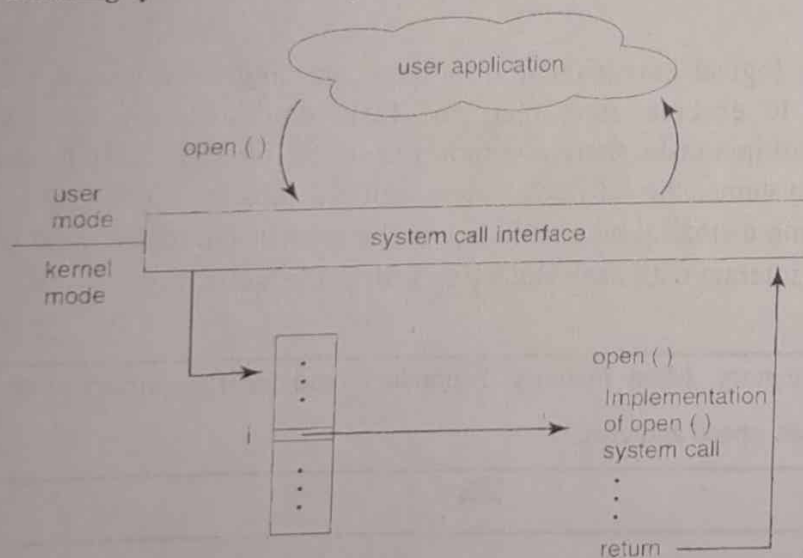 user application
open ( )
user
mode
system call interface
kernel
mode
open ( )
Implementation
of open ( )
system call
i
return